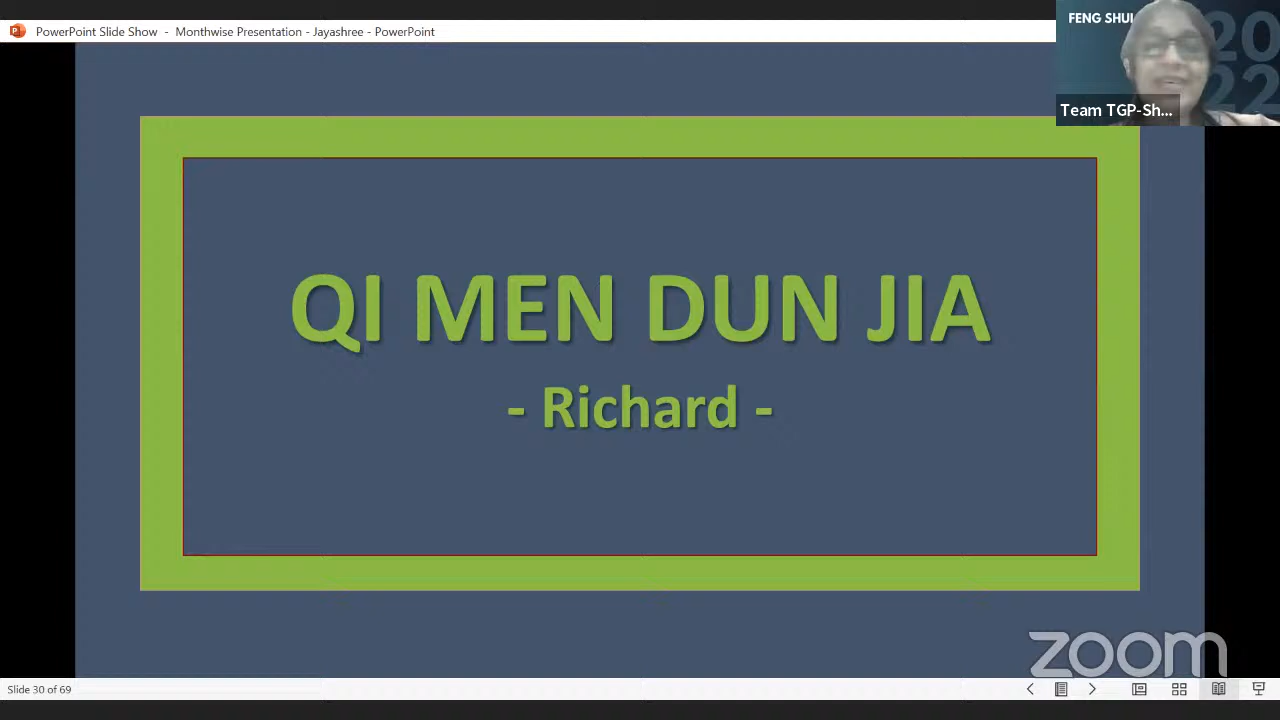 PowerPoint Slide Show - Monthwise Presentation - Jayashree - PowerPoint
FENG SHUI
2022
Team TGP-Sh...
QI MEN DUN JIA
- Richard -
zoom
Slide 30 of 69